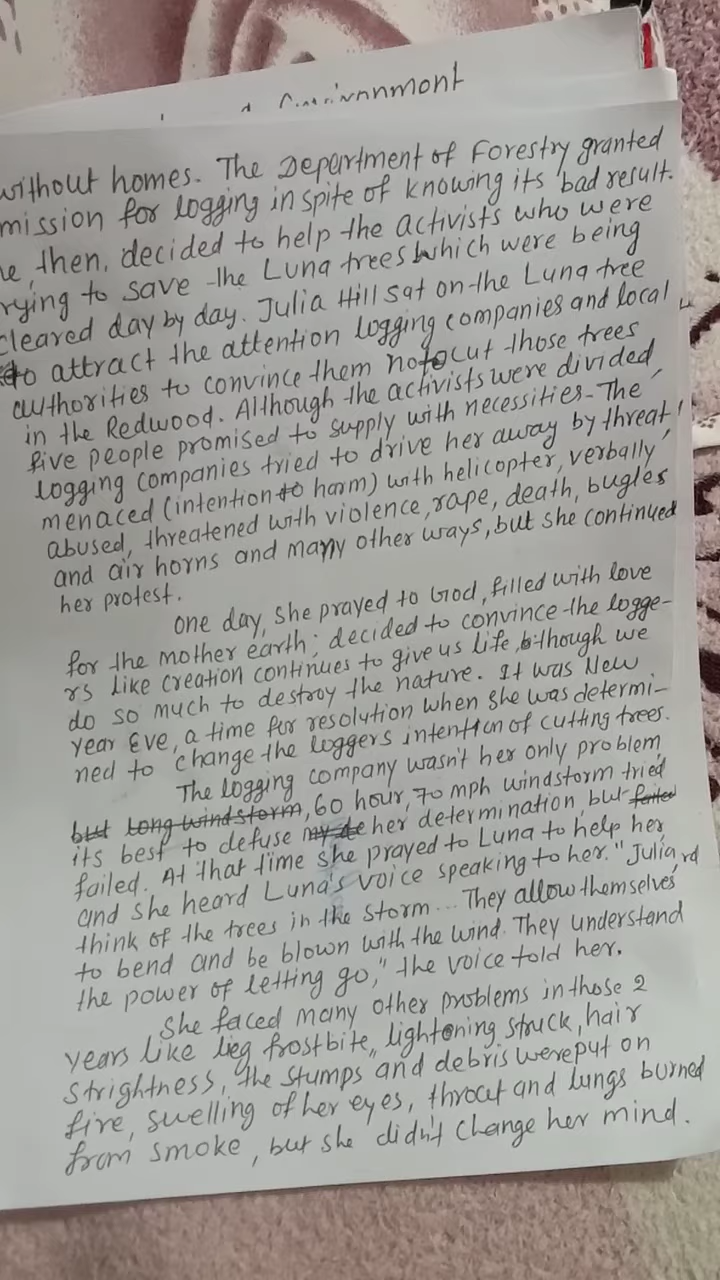 Environment
without homes. The Department of Forestry granted
mission for logging in spite of knowing its bad result.
he, then, decided to help the activists who were
rying to save the Luna trees which were being
cleared day by day. Julia Hill sat on the Luna tree
to attract the attention logging companies and local
authorities to convince them not to cut those trees
in the Redwood. Although the activists were divided,
five people promised to supply with necessities. The
logging companies tried to drive her away by threat,
menaced (intention to harm) with helicopter, verbally
abused, threatened with violence, rape, death, bugles
and air horns and many other ways, but she continued
her protest.
One day, she prayed to God, filled with love
for the mother earth; decided to convince the logge-
rs like creation continues to give us life, though we
do so much to destroy the nature. It was New
year Eve, a time for resolution when she was determi-
ned to change the loggers intention of cutting trees.
The logging company wasn't her only problem
but long windstorm, 60 hour, 70 mph windstorm tried
its best to defuse my de her determination, but failed
failed. At that time she prayed to Luna to help her
and she heard Luna's voice speaking to her. "Julia,
think of the trees in the storm... They allow themselves
to bend and be blown with the wind. They understand
the power of letting go," the voice told her.
She faced many other problems in those 2
years like leg frostbite, lightening struck, hair
strightness, the stumps and debris were put on
fire, swelling of her eyes, throat and lungs burned
from smoke, but she didn't change her mind.